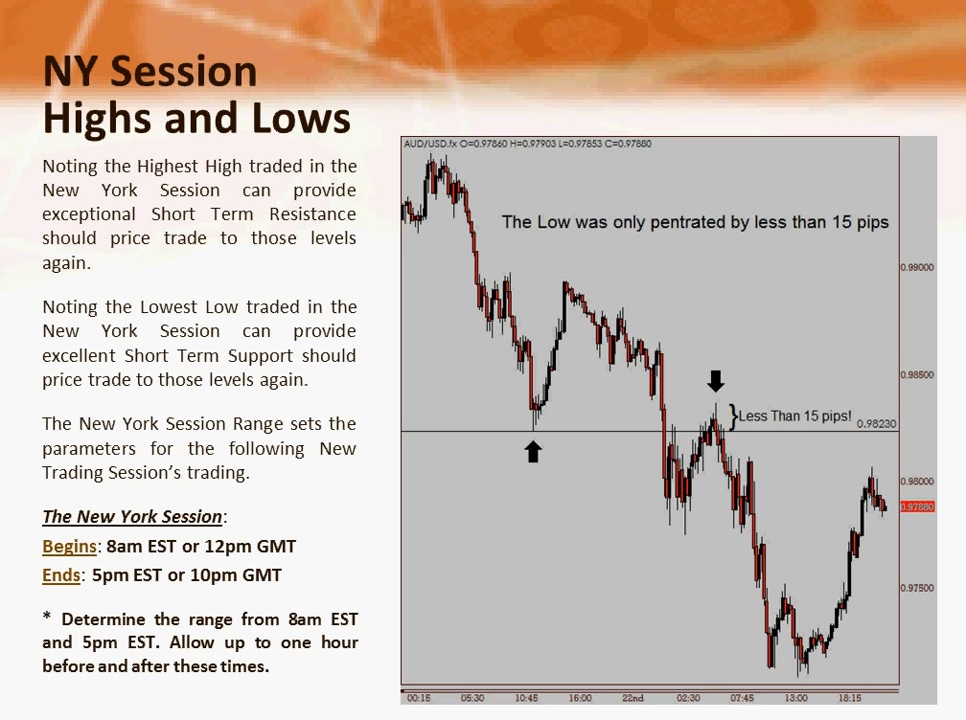 NY Session
Highs and Lows
Noting the Highest High traded in the
New York Session can provide
exceptional Short Term Resistance
should price trade to those levels
again.
Noting the Lowest Low traded in the
New York Session can provide
excellent Short Term Support should
price trade to those levels again.
The New York Session Range sets the
parameters for the following New
Trading Session's trading.
The New York Session:
Begins: 8am EST or 12pm GMT
Ends: 5pm EST or 10pm GMT
* Determine the range from 8am EST
and 5pm EST. Allow up to one hour
before and after these times.
AUD/USD.fx O=0.97860 H=0.97903 L=0.97853 C=0.97880
The Low was only pentrated by less than 15 pips
0.99000
0.98500
}Less Than 15 pips!
0.98230
0.98000
0.97880
0.97500
00:15 05:30 10:45 16:00 22nd 02:30 07:45 13:00 18:15